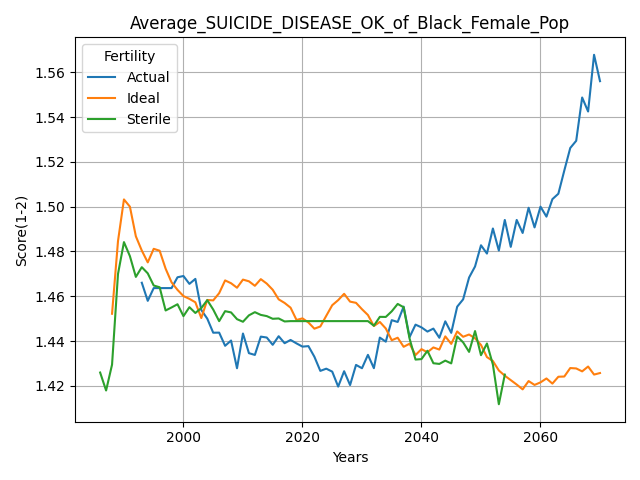 Average_SUICIDE_DISEASE_OK_of_Black_Female_Pop
Fertility
Actual
Ideal
Sterile
Score(1-2)
1.56
1.54
1.52
1.50
1.48
1.46
1.44
1.42
2000
2020
2040
2060
Years